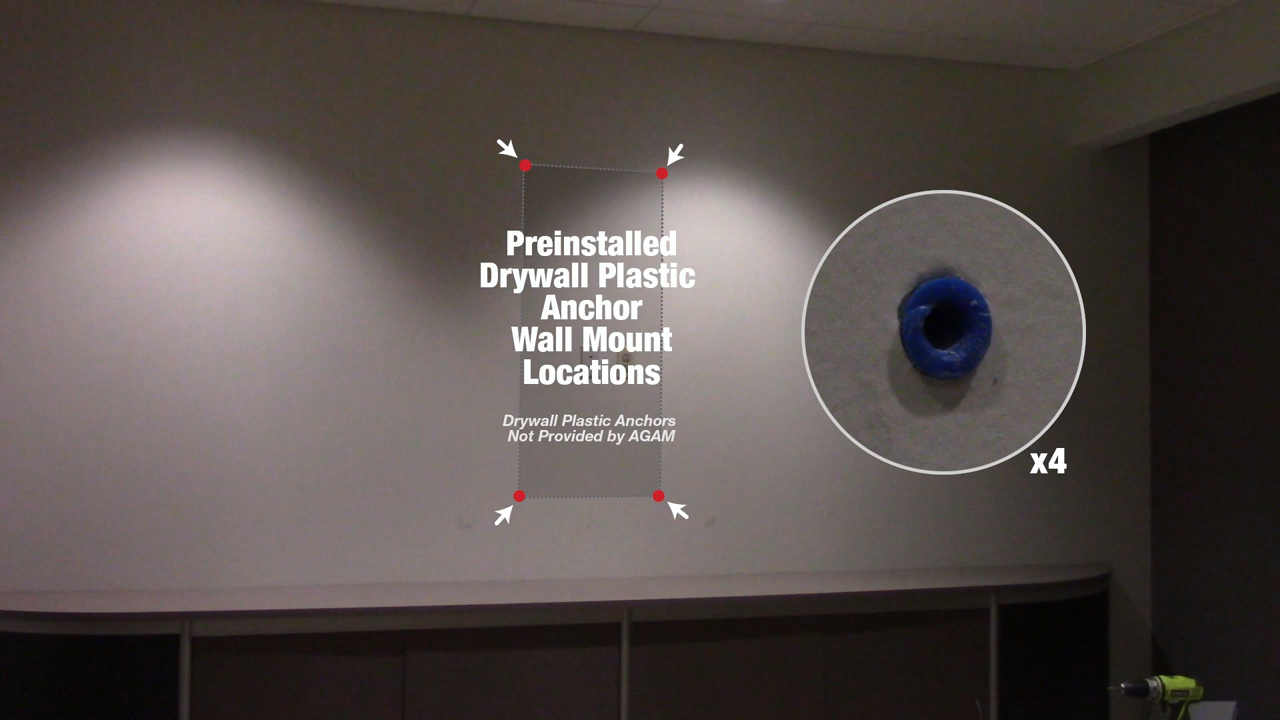 Preinstalled
Drywall Plastic
Anchor
Wall Mount
Locations
Drywall Plastic Anchors
Not Provided by AGAM
x4